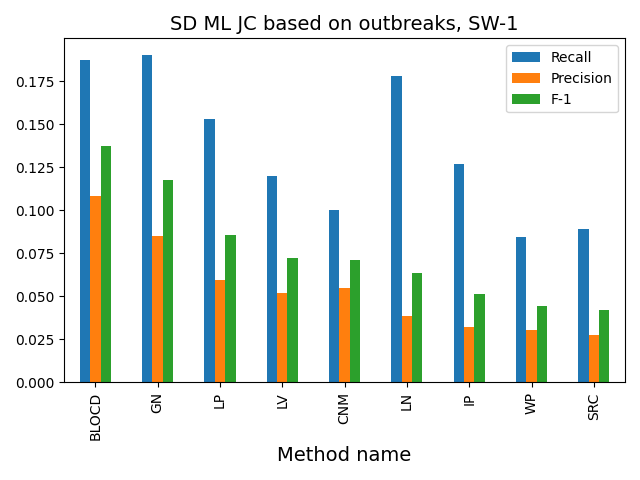 SD ML JC based on outbreaks, SW-1
Recall
Precision
F-1
0.175
0.150
0.125
0.100
0.075
0.050
0.025
0.000
BLOCD
GN
LP
LV
CNM
LN
IP
WP
SRC
Method name